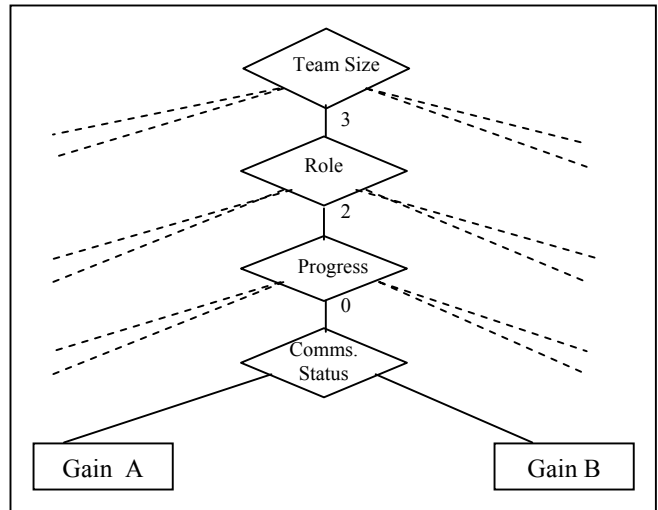 Team Size
3
Role
2
Progress
0
Comms.
Status
Gain A
Gain B